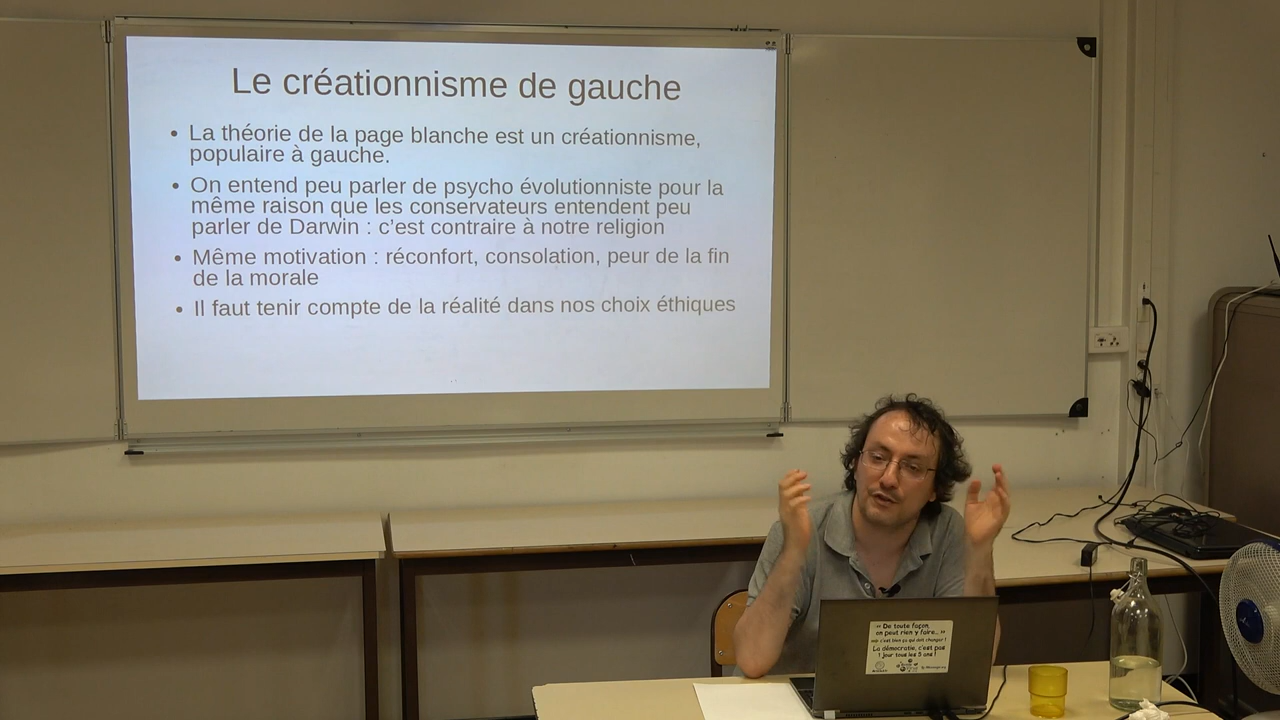 Le créationnisme de gauche
• La théorie de la page blanche est un créationnisme,
populaire à gauche.
• On entend peu parler de psycho évolutionniste pour la
même raison que les conservateurs entendent peu
parler de Darwin : c'est contraire à notre religion
• Même motivation : réconfort, consolation, peur de la fin
de la morale
• Il faut tenir compte de la réalité dans nos choix éthiques
« De toute façon,
on peut rien y faire... »
La démocratie, c'est pas
1 jour tous les 5 ans !